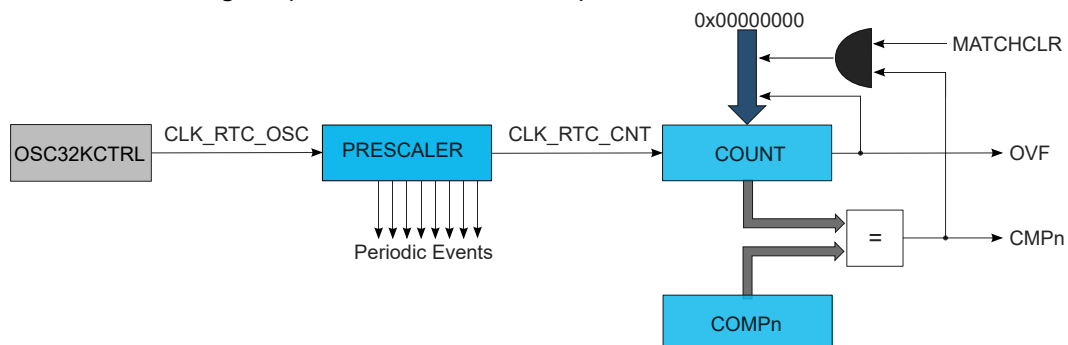 0x00000000
MATCHCLR
OSC32KCTRL
CLK_RTC_OSC
PRESCALER
CLK_RTC_CNT
COUNT
OVF
Periodic Events
=
CMPn
COMPn